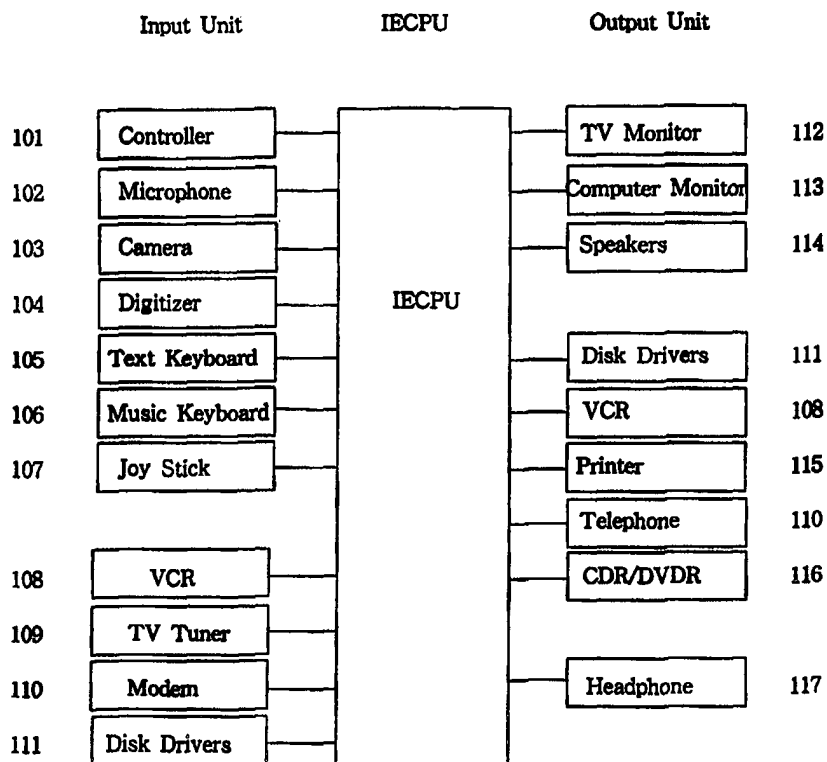 Input Unit IECPU Output Unit
101 Controller TV Monitor 112
102 Microphone Computer Monitor 113
103 Camera Speakers 114
104 Digitizer IECPU
105 Text Keyboard Disk Drivers 111
106 Music Keyboard VCR 108
107 Joy Stick Printer 115
Telephone 110
108 VCR CDR/DVDR 116
109 TV Tuner
110 Modem Headphone 117
111 Disk Drivers